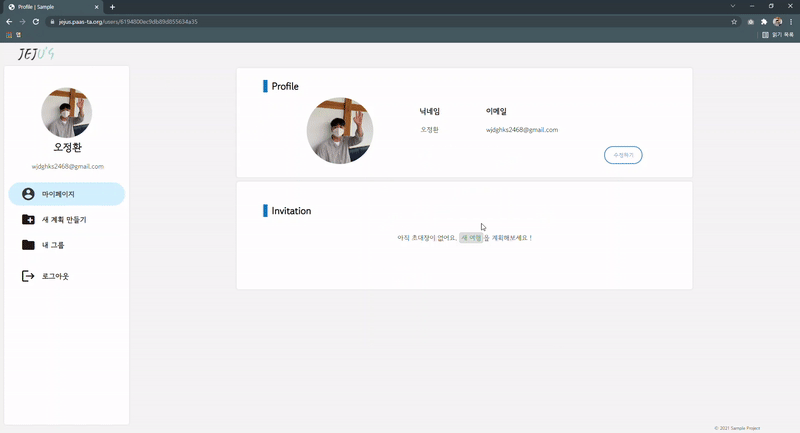 Profile | Sample
jejus.paas-ta.org/users/6194800ec9db89d855634a35
앱
읽기 목록
JEJU'S
오정환
wjdghks2468@gmail.com
마이페이지
새 계획 만들기
내 그룹
로그아웃
Profile
닉네임 이메일
오정환 wjdghks2468@gmail.com
수정하기
Invitation
아직 초대장이 없어요. 새 여행 을 계획해보세요 !
© 2021 Sample Project